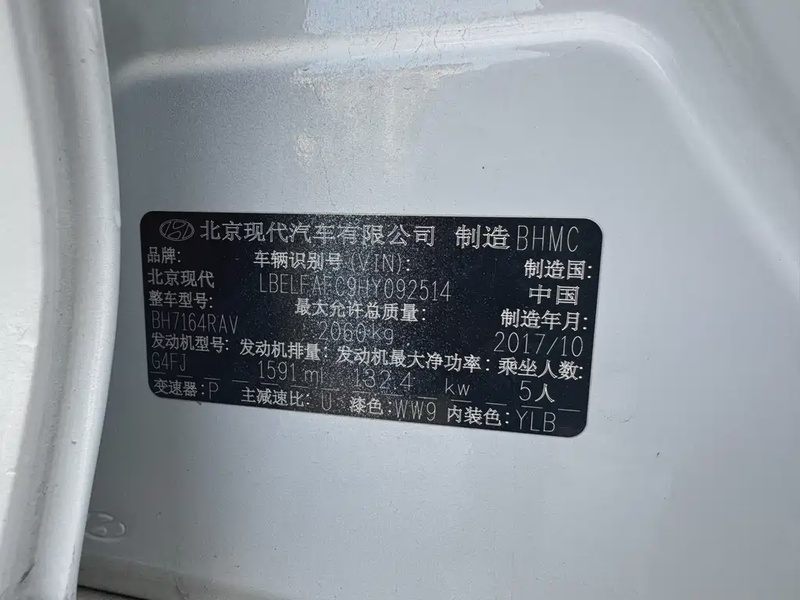 北京现代汽车有限公司 制造 BHMC
品牌: 车辆识别号(VIN): 制造国:
北京现代 LBELFAFC9HY092514 中国
整车型号: 最大允许总质量: 制造年月:
BH7164RAV 2060kg 2017/10
发动机型号: 发动机排量: 发动机最大净功率: 乘坐人数:
G4FJ 1591ml 132.4 kw 5人
变速器: P 主减速比: U 漆色: WW9 内装色: YLB